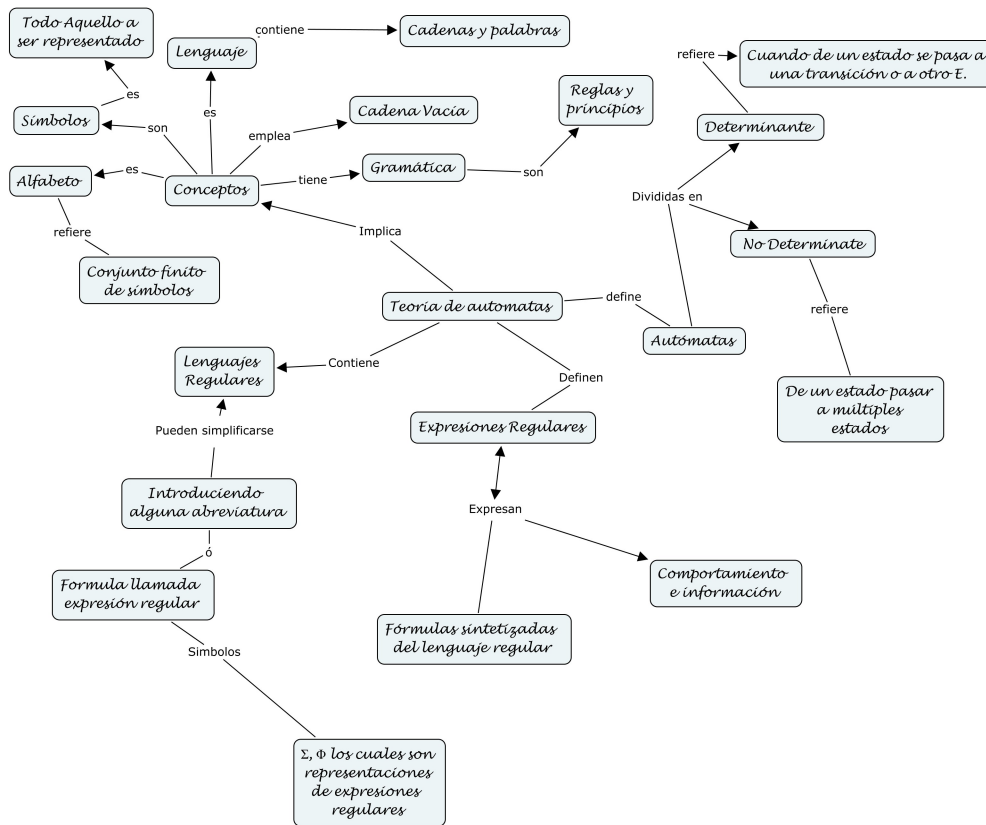 Todo Aquello a
ser representado
Lenguaje
contiene
Cadenas y palabras
refiere
Cuando de un estado se pasa a
una transición o a otro E.
es
es
Símbolos
son
emplea
Cadena Vacía
Reglas y
principios
Determinante
Alfabeto
es
Conceptos
tiene
Gramática
son
Divididas en
refiere
Implica
No Determinate
Conjunto finito
de símbolos
Teoría de automatas
define
refiere
Autómatas
Lenguajes
Regulares
Contiene
Definen
De un estado pasar
a múltiples
estados
Pueden simplificarse
Expresiones Regulares
Introduciendo
alguna abreviatura
Expresan
ó
Formula llamada
expresión regular
Comportamiento
e información
Fórmulas sintetizadas
del lenguaje regular
Simbolos
Σ, Φ los cuales son
representaciones
de expresiones
regulares